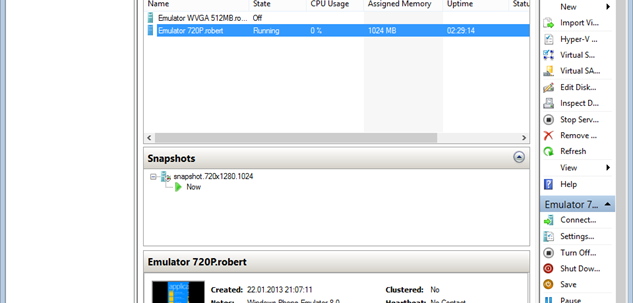 Name State CPU Usage Assigned Memory Uptime Statu
Emulator WVGA 512MB.ro... Off
Emulator 720P.robert Running 0 % 1024 MB 02:29:14
Snapshots
snapshot.720x1280.1024
Now
Emulator 720P.robert
Created: 22.01.2013 21:07:11 Clustered: No
Notes: Windows Phone Emulator 8.0 Heartbeat: No Contact
New
Import Vi...
Hyper-V ...
Virtual S...
Virtual SA...
Edit Disk...
Inspect D...
Stop Serv...
Remove ...
Refresh
View
Help
Emulator 7...
Connect...
Settings...
Turn Off...
Shut Dow...
Save
Pause